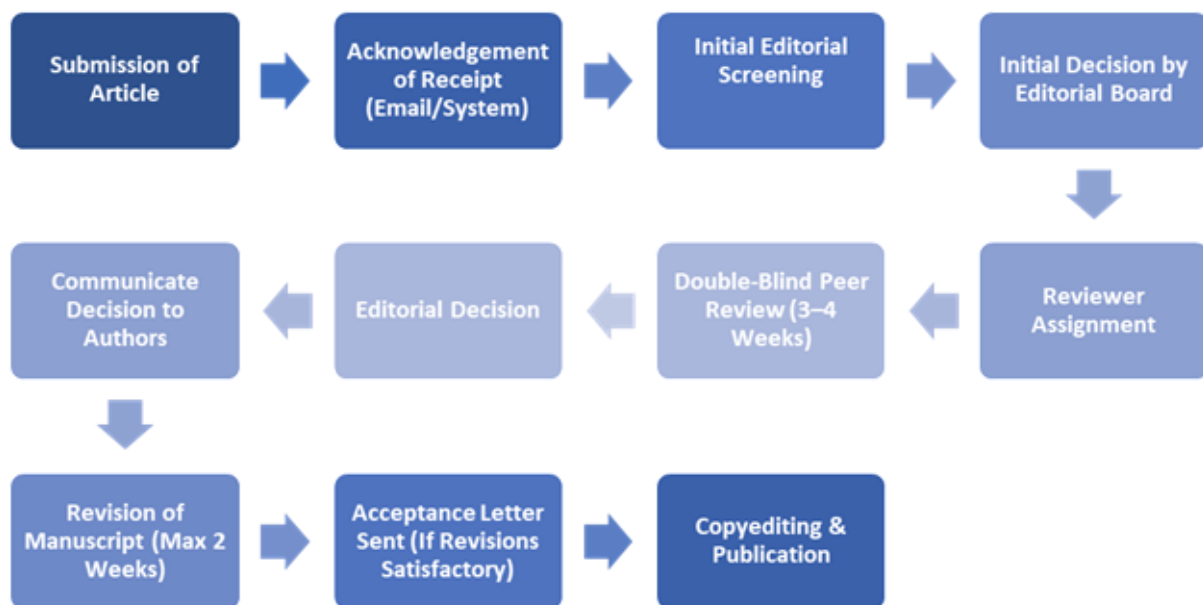 Submission of
Article
Acknowledgement
of Receipt
(Email/System)
Initial Editorial
Screening
Initial Decision by
Editorial Board
Communicate
Decision to
Authors
Editorial Decision
Double-Blind Peer
Review (3–4
Weeks)
Reviewer
Assignment
Revision of
Manuscript (Max 2
Weeks)
Acceptance Letter
Sent (If Revisions
Satisfactory)
Copyediting &
Publication